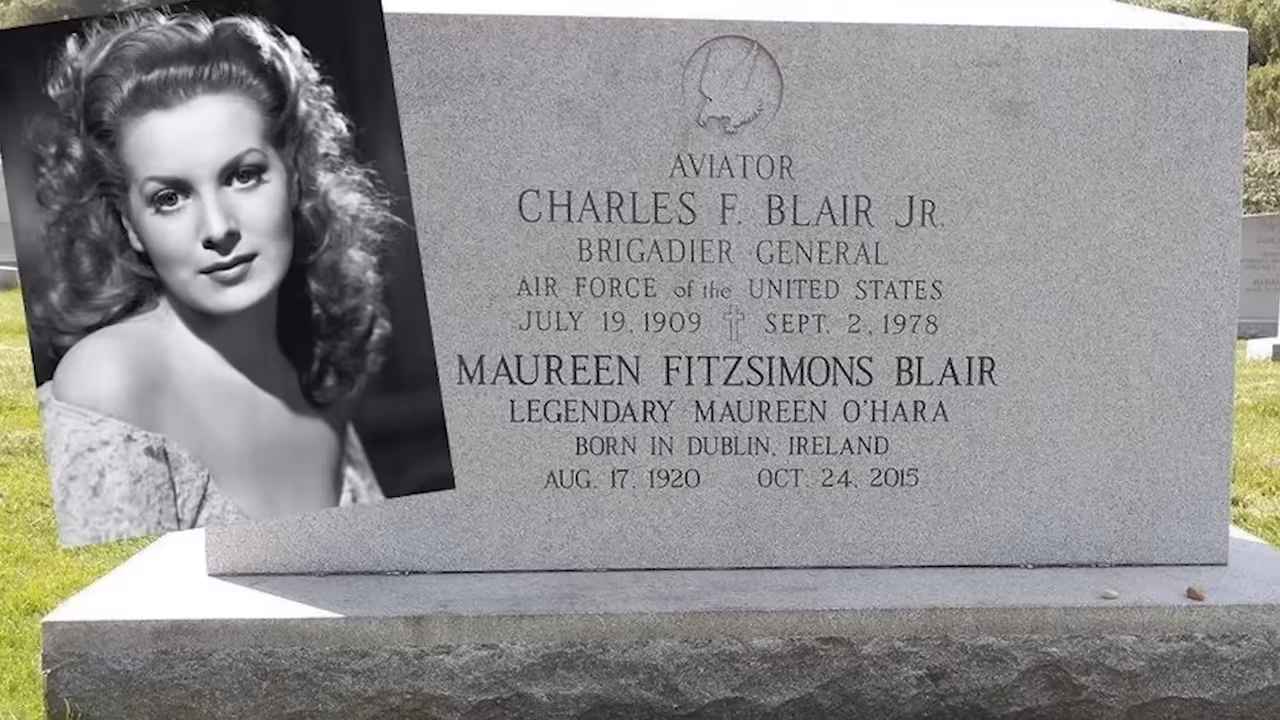 AVIATOR
CHARLES F. BLAIR JR.
BRIGADIER GENERAL
AIR FORCE of the UNITED STATES
JULY 19, 1909 SEPT. 2, 1978
MAUREEN FITZSIMONS BLAIR
LEGENDARY MAUREEN O'HARA
BORN IN DUBLIN, IRELAND
AUG. 17, 1920 OCT. 24, 2015